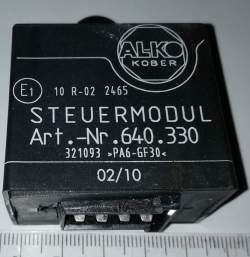 AL-KO
KOBER
E1 10 R-02 2465
STEUERMODUL
Art.-Nr.640.330
321093 >PA6-GF30<
02/10